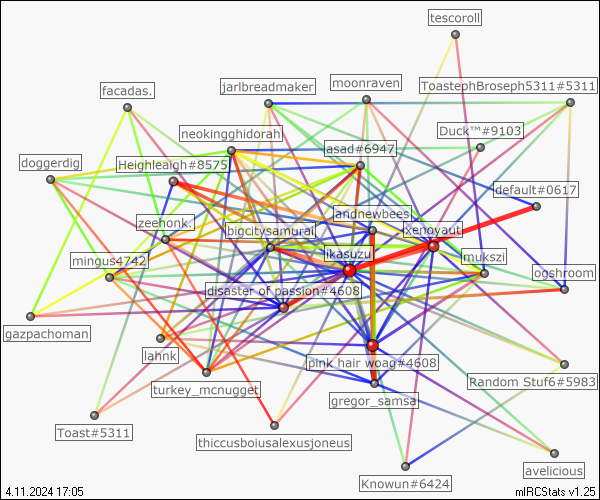 tescoroll
facadas.
jarlbreadmaker
moonraven
ToastephBroseph5311#5311
neokingghidorah
Duck™#9103
asad#6947
doggerdig
Heighleaigh#8575
default#0617
andnewbees
zeehonk.
bigcitysamurai
xenoyaut
ikasuzu
mingus4742
mukszi
ogshroom
disaster of passion#4608
gazpachoman
lahnk
pink hair woag#4608
turkey_mcnugget
Random Stuf6#5983
gregor_samsa
Toast#5311
thiccusboiusalexusjoneus
avelicious
Knowun#6424
4.11.2024 17:05
mIRCStats v1.25